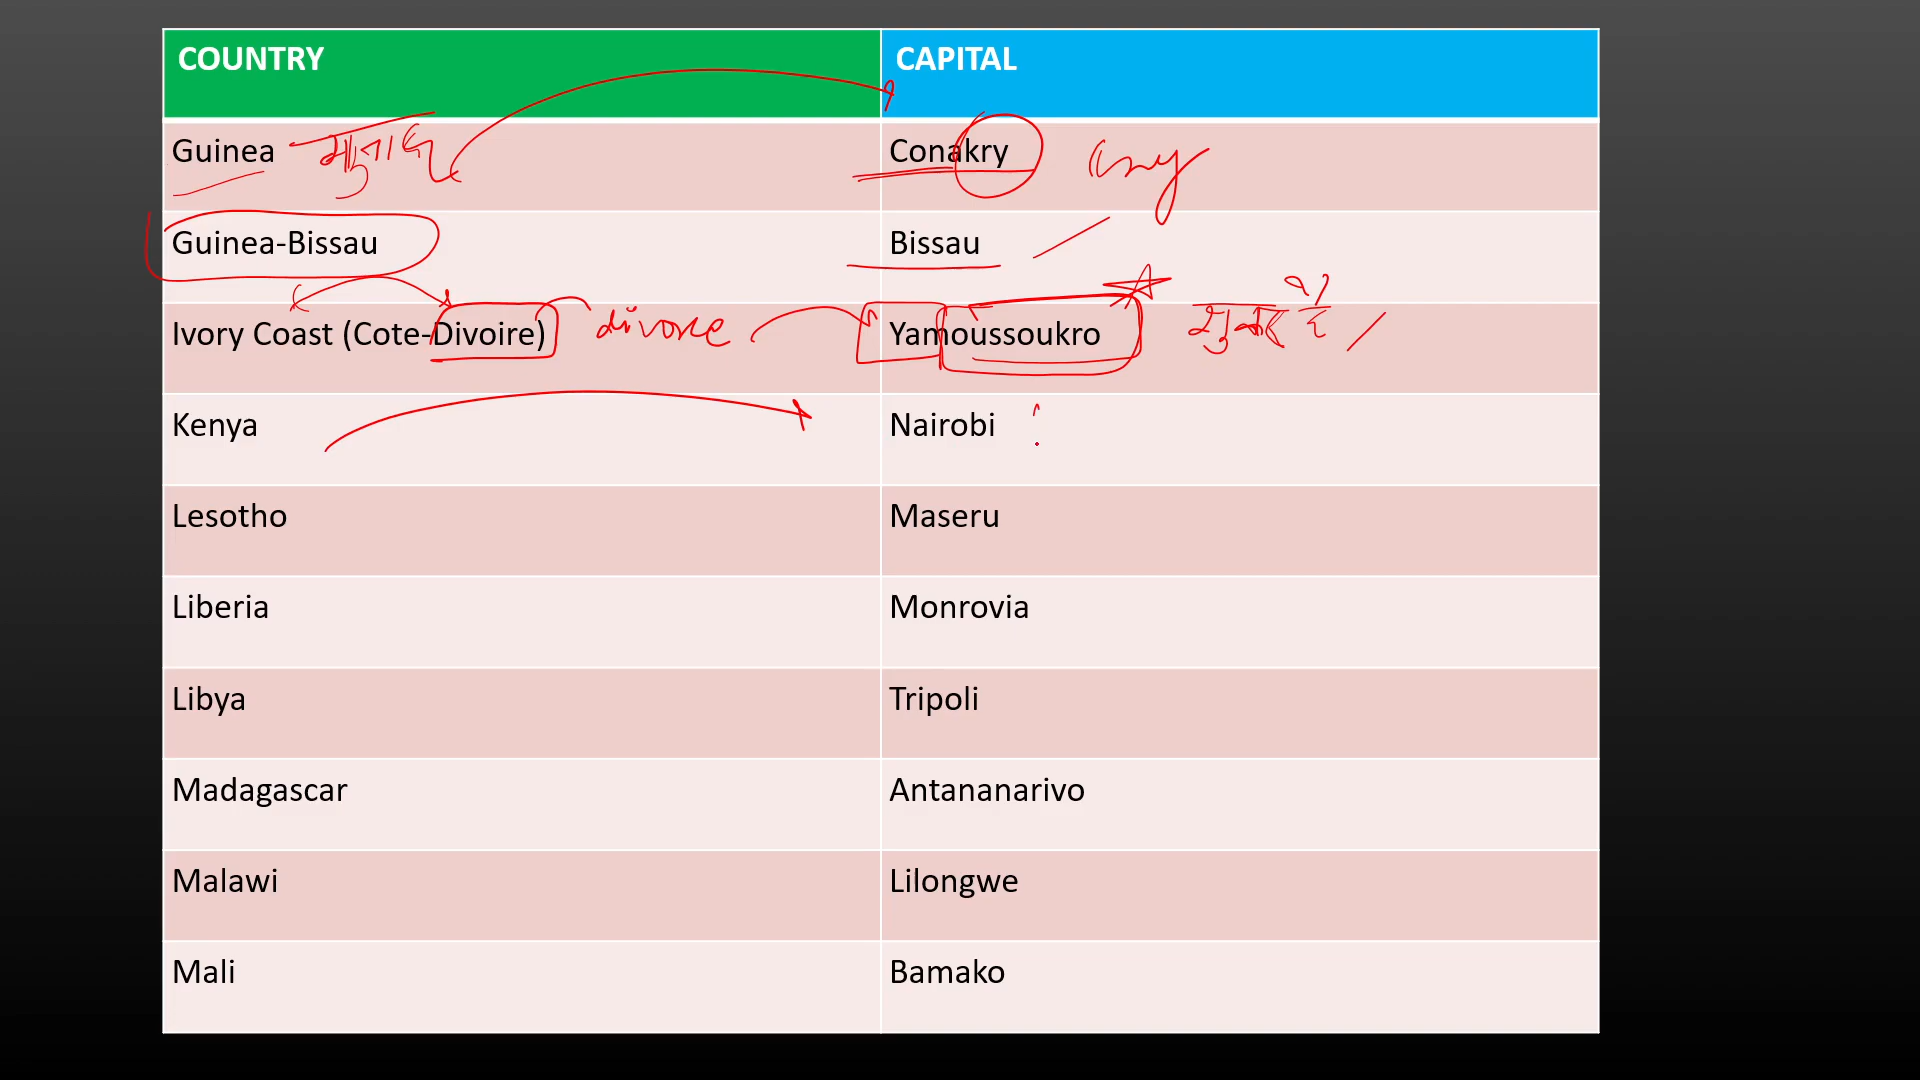 COUNTRY CAPITAL
Guinea Conakry
Guinea-Bissau Bissau
Ivory Coast (Cote-Divoire) divorce Yamoussoukro
Kenya Nairobi
Lesotho Maseru
Liberia Monrovia
Libya Tripoli
Madagascar Antananarivo
Malawi Lilongwe
Mali Bamako